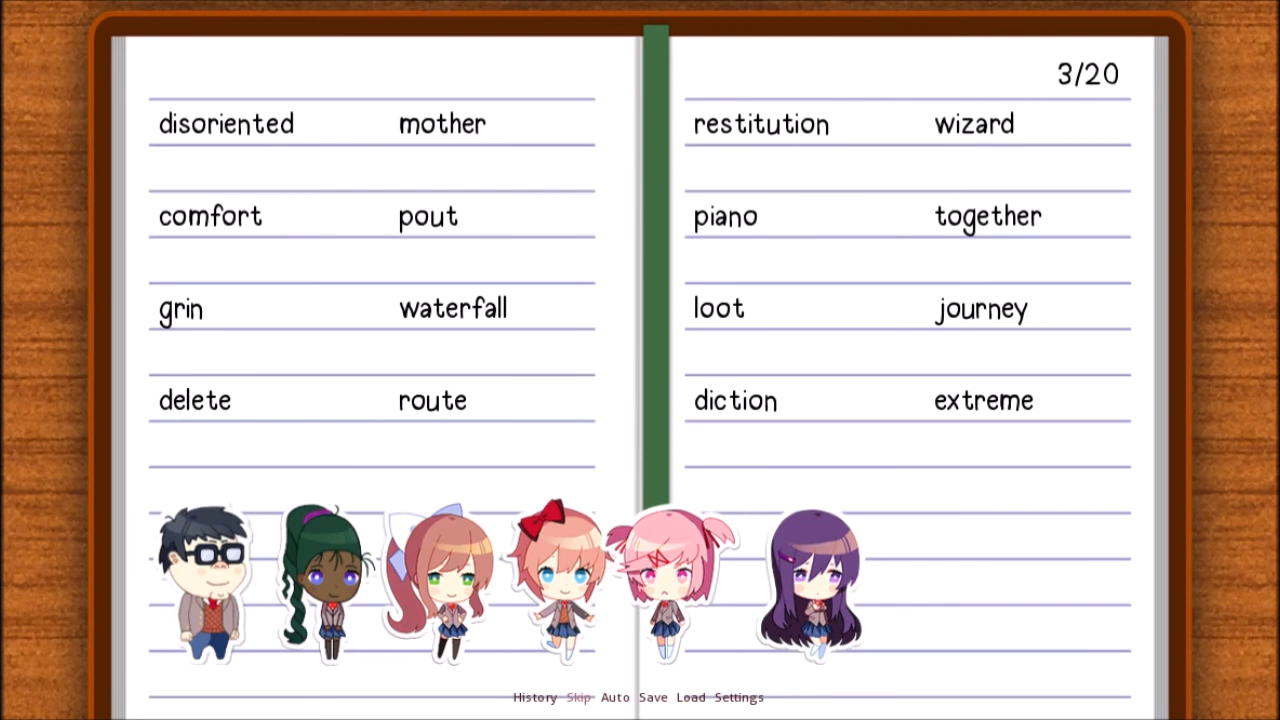 3/20
disoriented mother restitution wizard
comfort pout piano together
grin waterfall loot journey
delete route diction extreme
History Skip Auto Save Load Settings